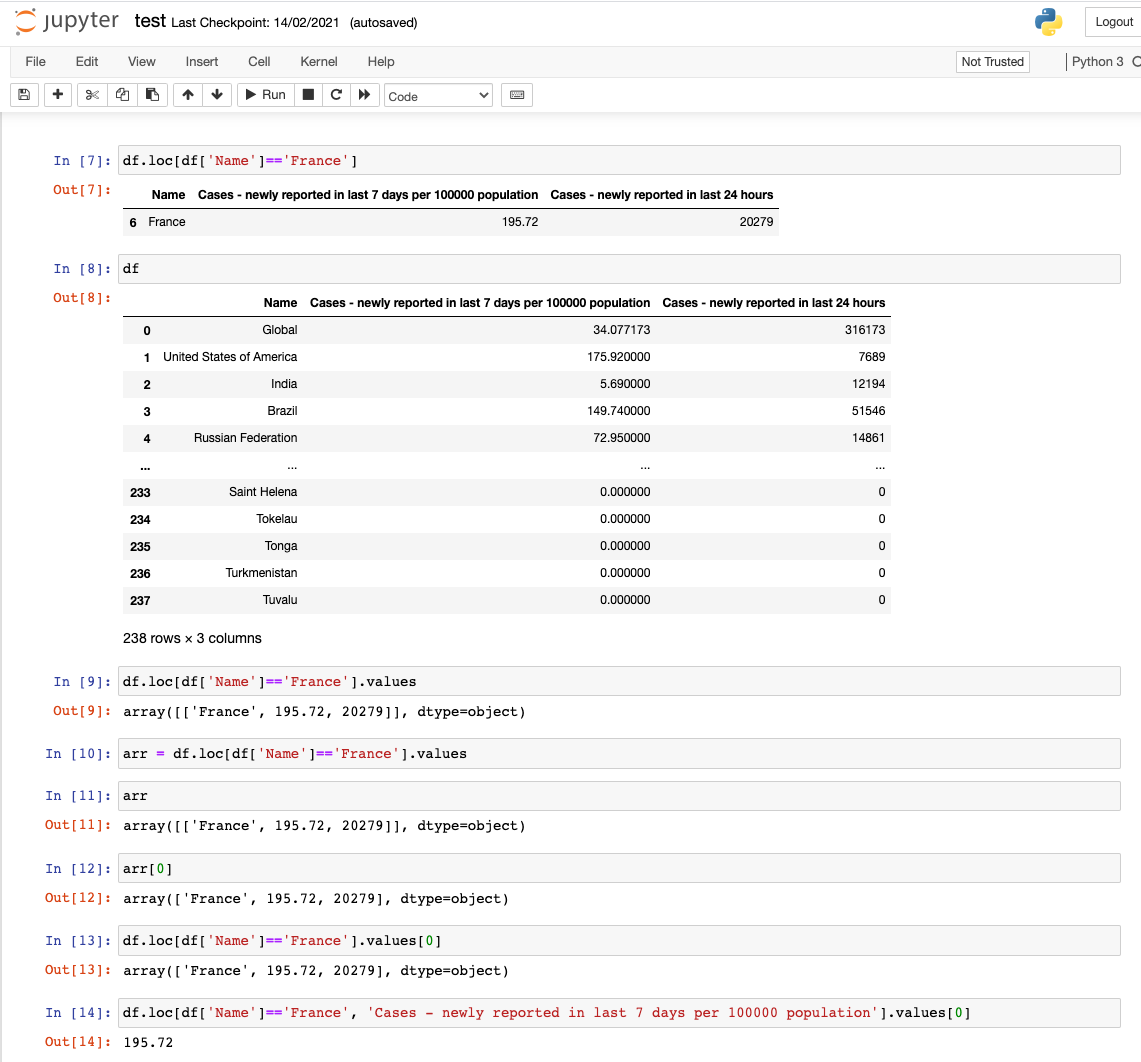 jupyter test Last Checkpoint: 14/02/2021 (autosaved) Logout
File Edit View Insert Cell Kernel Help Not Trusted Python 3
Run Code
In [7]: df.loc[df['Name']=='France']
Out[7]:
Name Cases - newly reported in last 7 days per 100000 population Cases - newly reported in last 24 hours
6 France 195.72 20279
In [8]: df
Out[8]:
Name Cases - newly reported in last 7 days per 100000 population Cases - newly reported in last 24 hours
0 Global 34.077173 316173
1 United States of America 175.920000 7689
2 India 5.690000 12194
3 Brazil 149.740000 51546
4 Russian Federation 72.950000 14861
... ... ... ...
233 Saint Helena 0.000000 0
234 Tokelau 0.000000 0
235 Tonga 0.000000 0
236 Turkmenistan 0.000000 0
237 Tuvalu 0.000000 0
238 rows × 3 columns
In [9]: df.loc[df['Name']=='France'].values
Out[9]: array([['France', 195.72, 20279]], dtype=object)
In [10]: arr = df.loc[df['Name']=='France'].values
In [11]: arr
Out[11]: array([['France', 195.72, 20279]], dtype=object)
In [12]: arr[0]
Out[12]: array(['France', 195.72, 20279], dtype=object)
In [13]: df.loc[df['Name']=='France'].values[0]
Out[13]: array(['France', 195.72, 20279], dtype=object)
In [14]: df.loc[df['Name']=='France', 'Cases - newly reported in last 7 days per 100000 population'].values[0]
Out[14]: 195.72